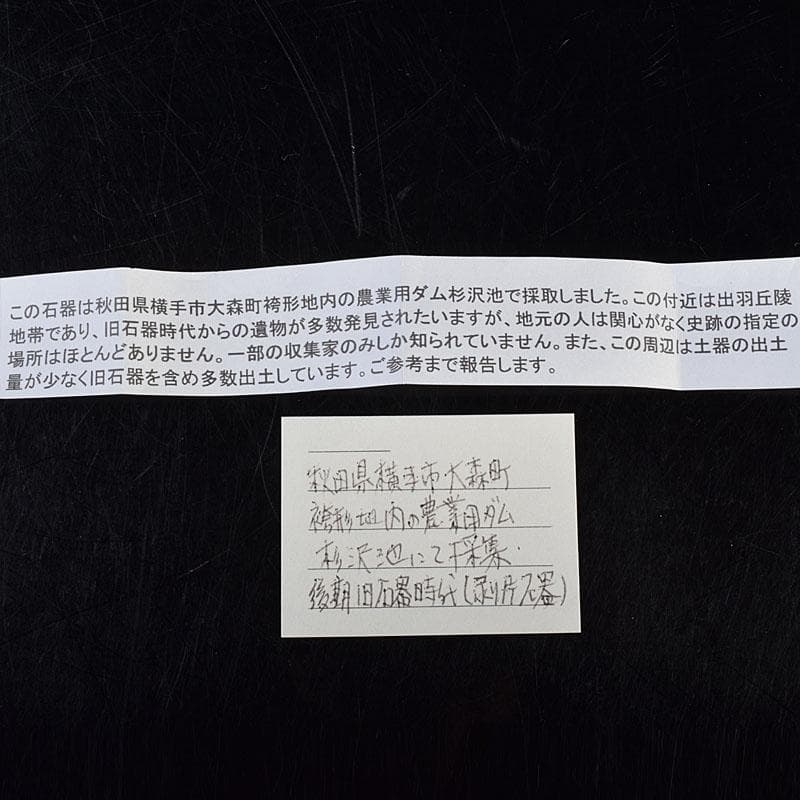 この石器は秋田県横手市大森町袴形地内の農業用ダム杉沢池で採取しました。この付近は出羽丘陵
地帯であり、旧石器時代からの遺物が多数発見されたいますが、地元の人は関心がなく史跡の指定の
場所はほとんどありません。一部の収集家のみしか知られていません。また、この周辺は土器の出土
量が少なく旧石器を含め多数出土しています。ご参考まで報告します。
秋田県横手市大森町
袴形地内の農業用ダム
杉沢池にて採集.
後期旧石器時代(剥片石器)